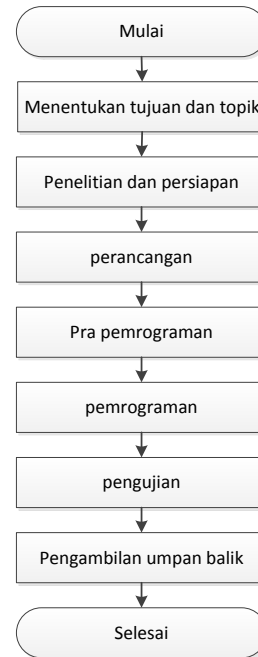 Mulai
Menentukan tujuan dan topik
Penelitian dan persiapan
perancangan
Pra pemrograman
pemrograman
pengujian
Pengambilan umpan balik
Selesai